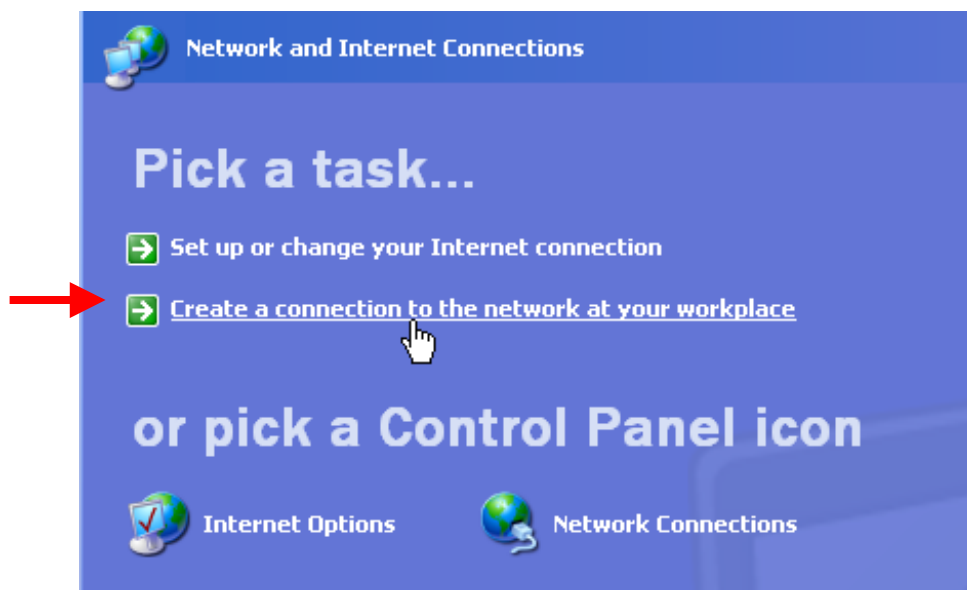 Network and Internet Connections
Pick a task...
Set up or change your Internet connection
Create a connection to the network at your workplace
or pick a Control Panel icon
Internet Options
Network Connections